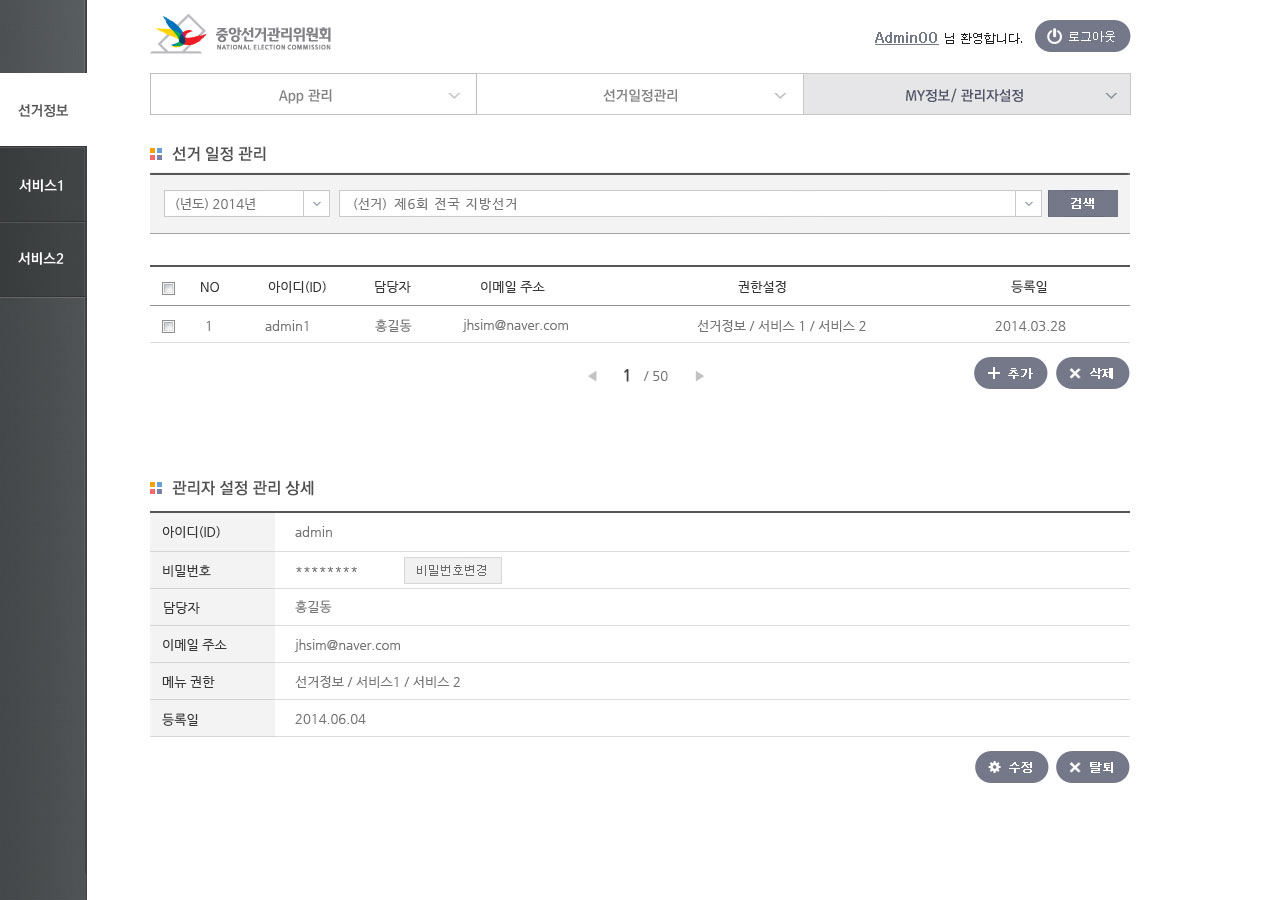 중앙선거관리위원회
NATIONAL ELECTION COMMISSION
Admin00 님 환영합니다.
로그아웃
선거정보
서비스1
서비스2
App 관리
선거일정관리
MY정보/ 관리자설정
선거 일정 관리
(년도) 2014년
(선거) 제6회 전국 지방선거
검색
NO 아이디(ID) 담당자 이메일 주소 권한설정 등록일
1 admin1 홍길동 jhsim@naver.com 선거정보 / 서비스 1 / 서비스 2 2014.03.28
1 / 50
추가
삭제
관리자 설정 관리 상세
아이디(ID) admin
비밀번호 ******** 비밀번호변경
담당자 홍길동
이메일 주소 jhsim@naver.com
메뉴 권한 선거정보 / 서비스1 / 서비스 2
등록일 2014.06.04
수정
탈퇴